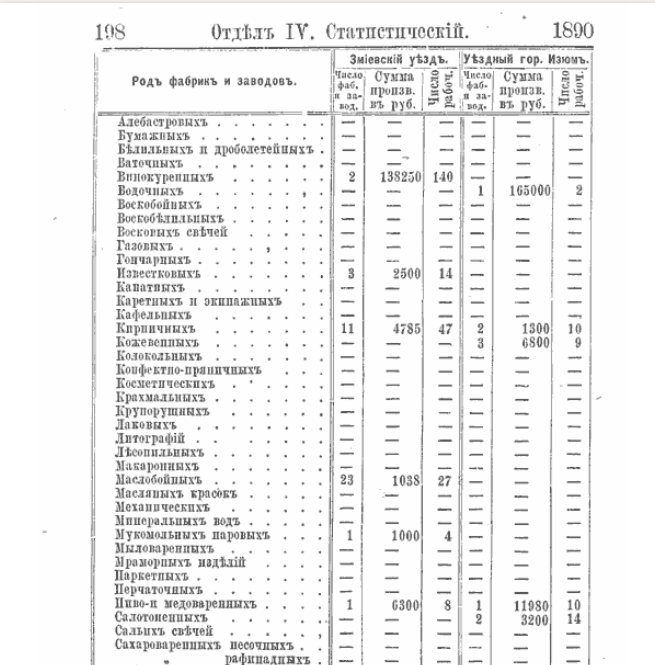 198 Отдѣлъ IV. Статистическій. 1890
Родъ фабрикъ и заводовъ. Зміевскій уѣздъ. Уѣздный гор. Изюмъ.
Число фаб. и за-вод. Сумма произв. въ руб. Число рабоч. Число фаб. и за-вод. Сумма произв. въ руб. Число рабоч.
Алебастровыхъ . . . . . . . — — — — — —
Бумажныхъ . . . . . . . — — — — — —
Бѣлильныхъ и дроболетейныхъ . — — — — — —
Ваточныхъ . . . . . . . — — — — — —
Винокуренныхъ . . . . . . 2 138250 140 — — —
Водочныхъ . . . . . . , . — — — 1 165000 2
Воскобойныхъ . . . . . . — — — — — —
Воскобѣлильныхъ . . . . . — — — — — —
Восковыхъ свѣчей . . . . — — — — — —
Газовыхъ . . . . , . . . — — — — — —
Гончарныхъ . . . . . . . — — — — — —
Известковыхъ . . . . . . 3 2500 14 — — —
Канатныхъ . . . . . . . — — — — — —
Каретныхъ и экипажныхъ . . — — — — — —
Кафельныхъ . . . . . . . — — — — — —
Кирпичныхъ . . . . . . 11 4785 47 2 1300 10
Кожевенныхъ . . . . . . — — — 3 6800 9
Колокольныхъ . . . . . . — — — — — —
Конфектно-пряничныхъ . . . — — — — — —
Косметическихъ . . . . . — — — — — —
Крахмальныхъ . . . . . . — — — — — —
Крупорушныхъ . . . . . — — — — — —
Лаковыхъ . . . . . . . — — — — — —
Литографій . . . . . . . — — — — — —
Лѣсопильныхъ . . . . . . — — — — — —
Макаронныхъ . . . . . . — — — — — —
Маслобойныхъ . . . . . . 23 1038 27 — — —
Масляныхъ красокъ . . . . — — — — — —
Механическихъ . . . . . — — — — — —
Минеральныхъ водъ . . . . — — — — — —
Мукомольныхъ паровыхъ . . . 1 1000 4 — — —
Мыловаренныхъ . . . . . — — — — — —
Мраморныхъ издѣлій . . . . — — — — — —
Паркетныхъ . . . . . . . — — — — — —
Перчаточныхъ . . . . . . — — — — — —
Пиво-и медоваренныхъ . . . . 1 6300 8 1 11980 10
Салотопенныхъ . . . . . — — — 2 3200 14
Сальныхъ свѣчей . . . . , — — — — — —
Сахароваренныхъ песочныхъ . . — — — — — —
„ рафинадныхъ . — — — — — —